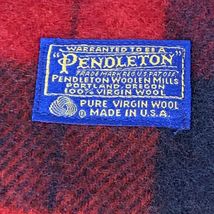 WARRANTED TO BE A
"PENDLETON"
TRADE MARK REG. U.S. PAT. OFF.
PENDLETON WOOLEN MILLS
PORTLAND, OREGON
100% VIRGIN WOOL
PURE VIRGIN WOOL
MADE IN U.S.A.